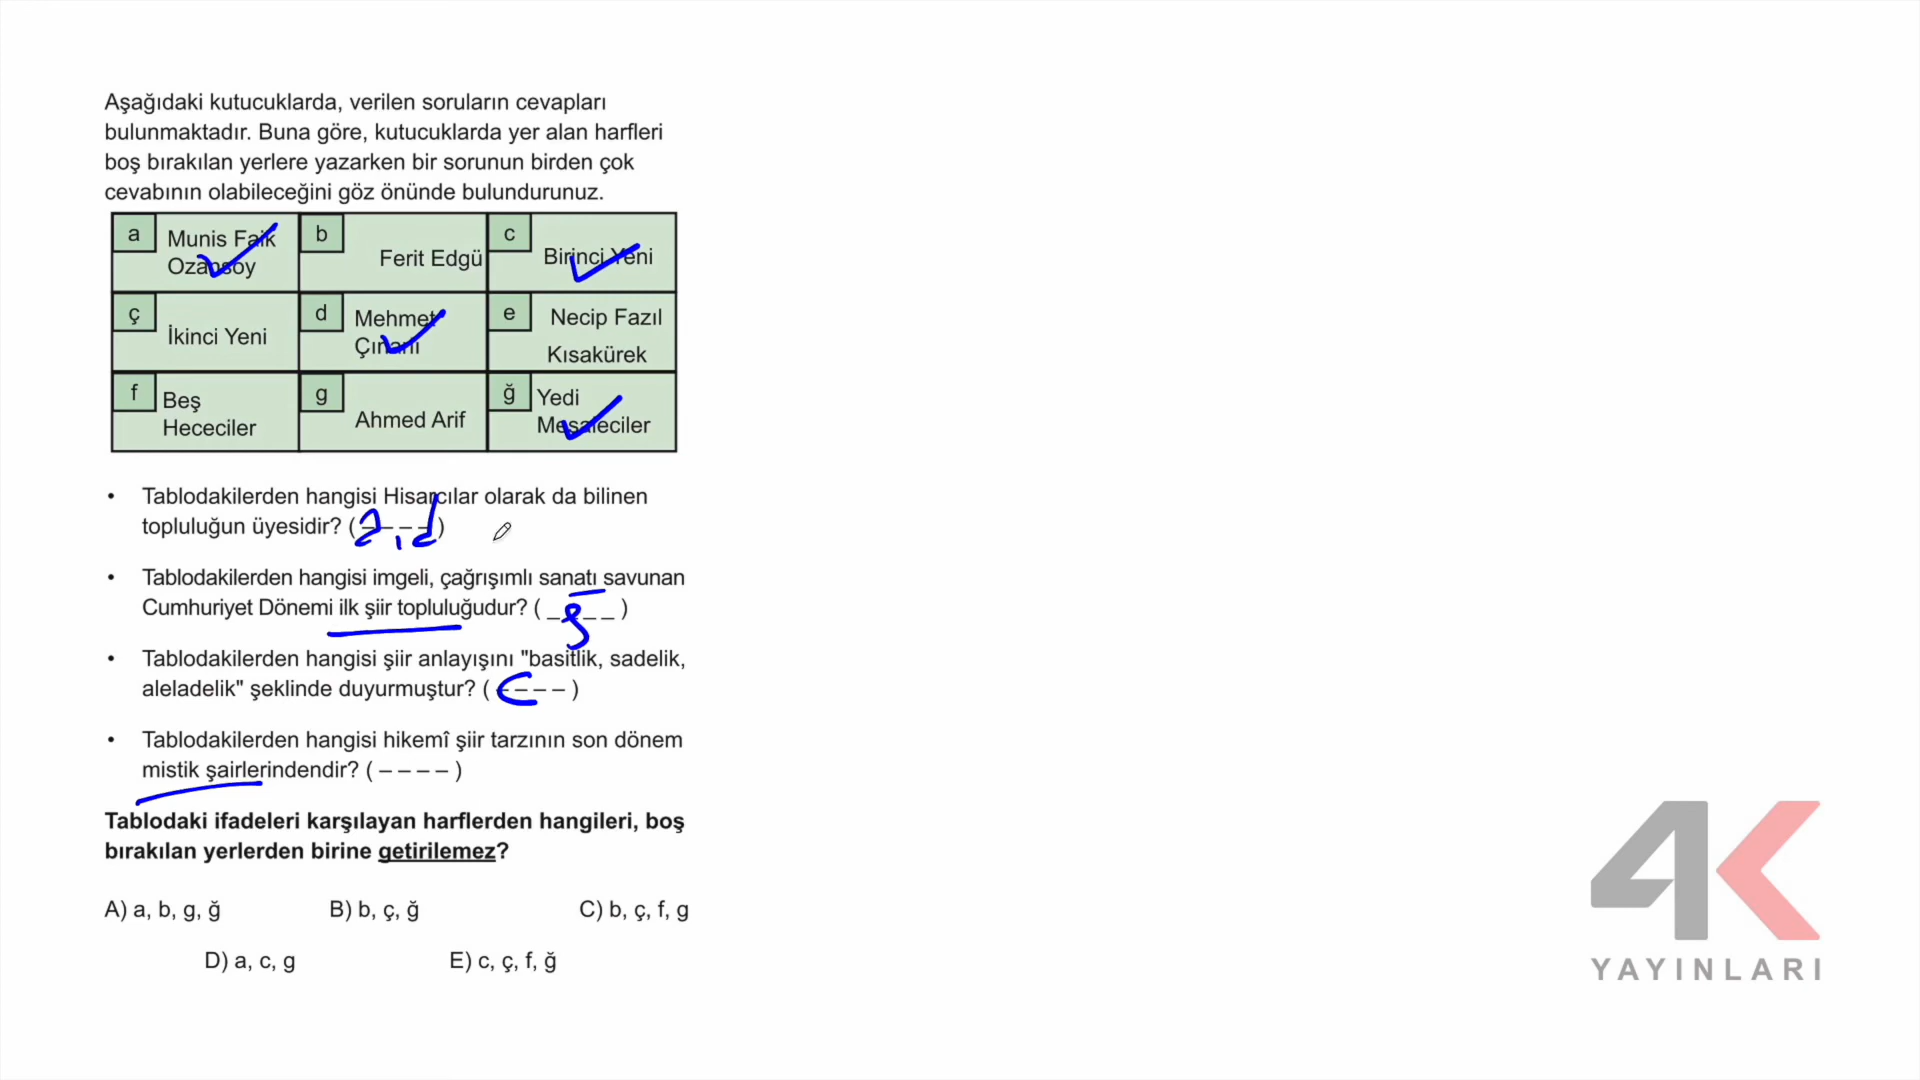 Aşağıdaki kutucuklarda, verilen soruların cevapları
bulunmaktadır. Buna göre, kutucuklarda yer alan harfleri
boş bırakılan yerlere yazarken bir sorunun birden çok
cevabının olabileceğini göz önünde bulundurunuz.
a Munis Faik Ozansoy
b Ferit Edgü
c Birinci Yeni
ç İkinci Yeni
d Mehmet Çınarlı
e Necip Fazıl Kısakürek
f Beş Hececiler
g Ahmed Arif
ğ Yedi Meşaleciler
• Tablodakilerden hangisi Hisarcılar olarak da bilinen
topluluğun üyesidir? (– – – –) a, d
• Tablodakilerden hangisi imgeli, çağrışımlı sanatı savunan
Cumhuriyet Dönemi ilk şiir topluluğudur? ( _ _ _ _ ) ğ
• Tablodakilerden hangisi şiir anlayışını "basitlik, sadelik,
aleladelik" şeklinde duyurmuştur? ( – – – – ) c
• Tablodakilerden hangisi hikemî şiir tarzının son dönem
mistik şairlerindendir? ( – – – – )
Tablodaki ifadeleri karşılayan harflerden hangileri, boş
bırakılan yerlerden birine getirilemez?
A) a, b, g, ğ B) b, ç, ğ C) b, ç, f, g
D) a, c, g E) c, ç, f, ğ
4K
YAYINLARI